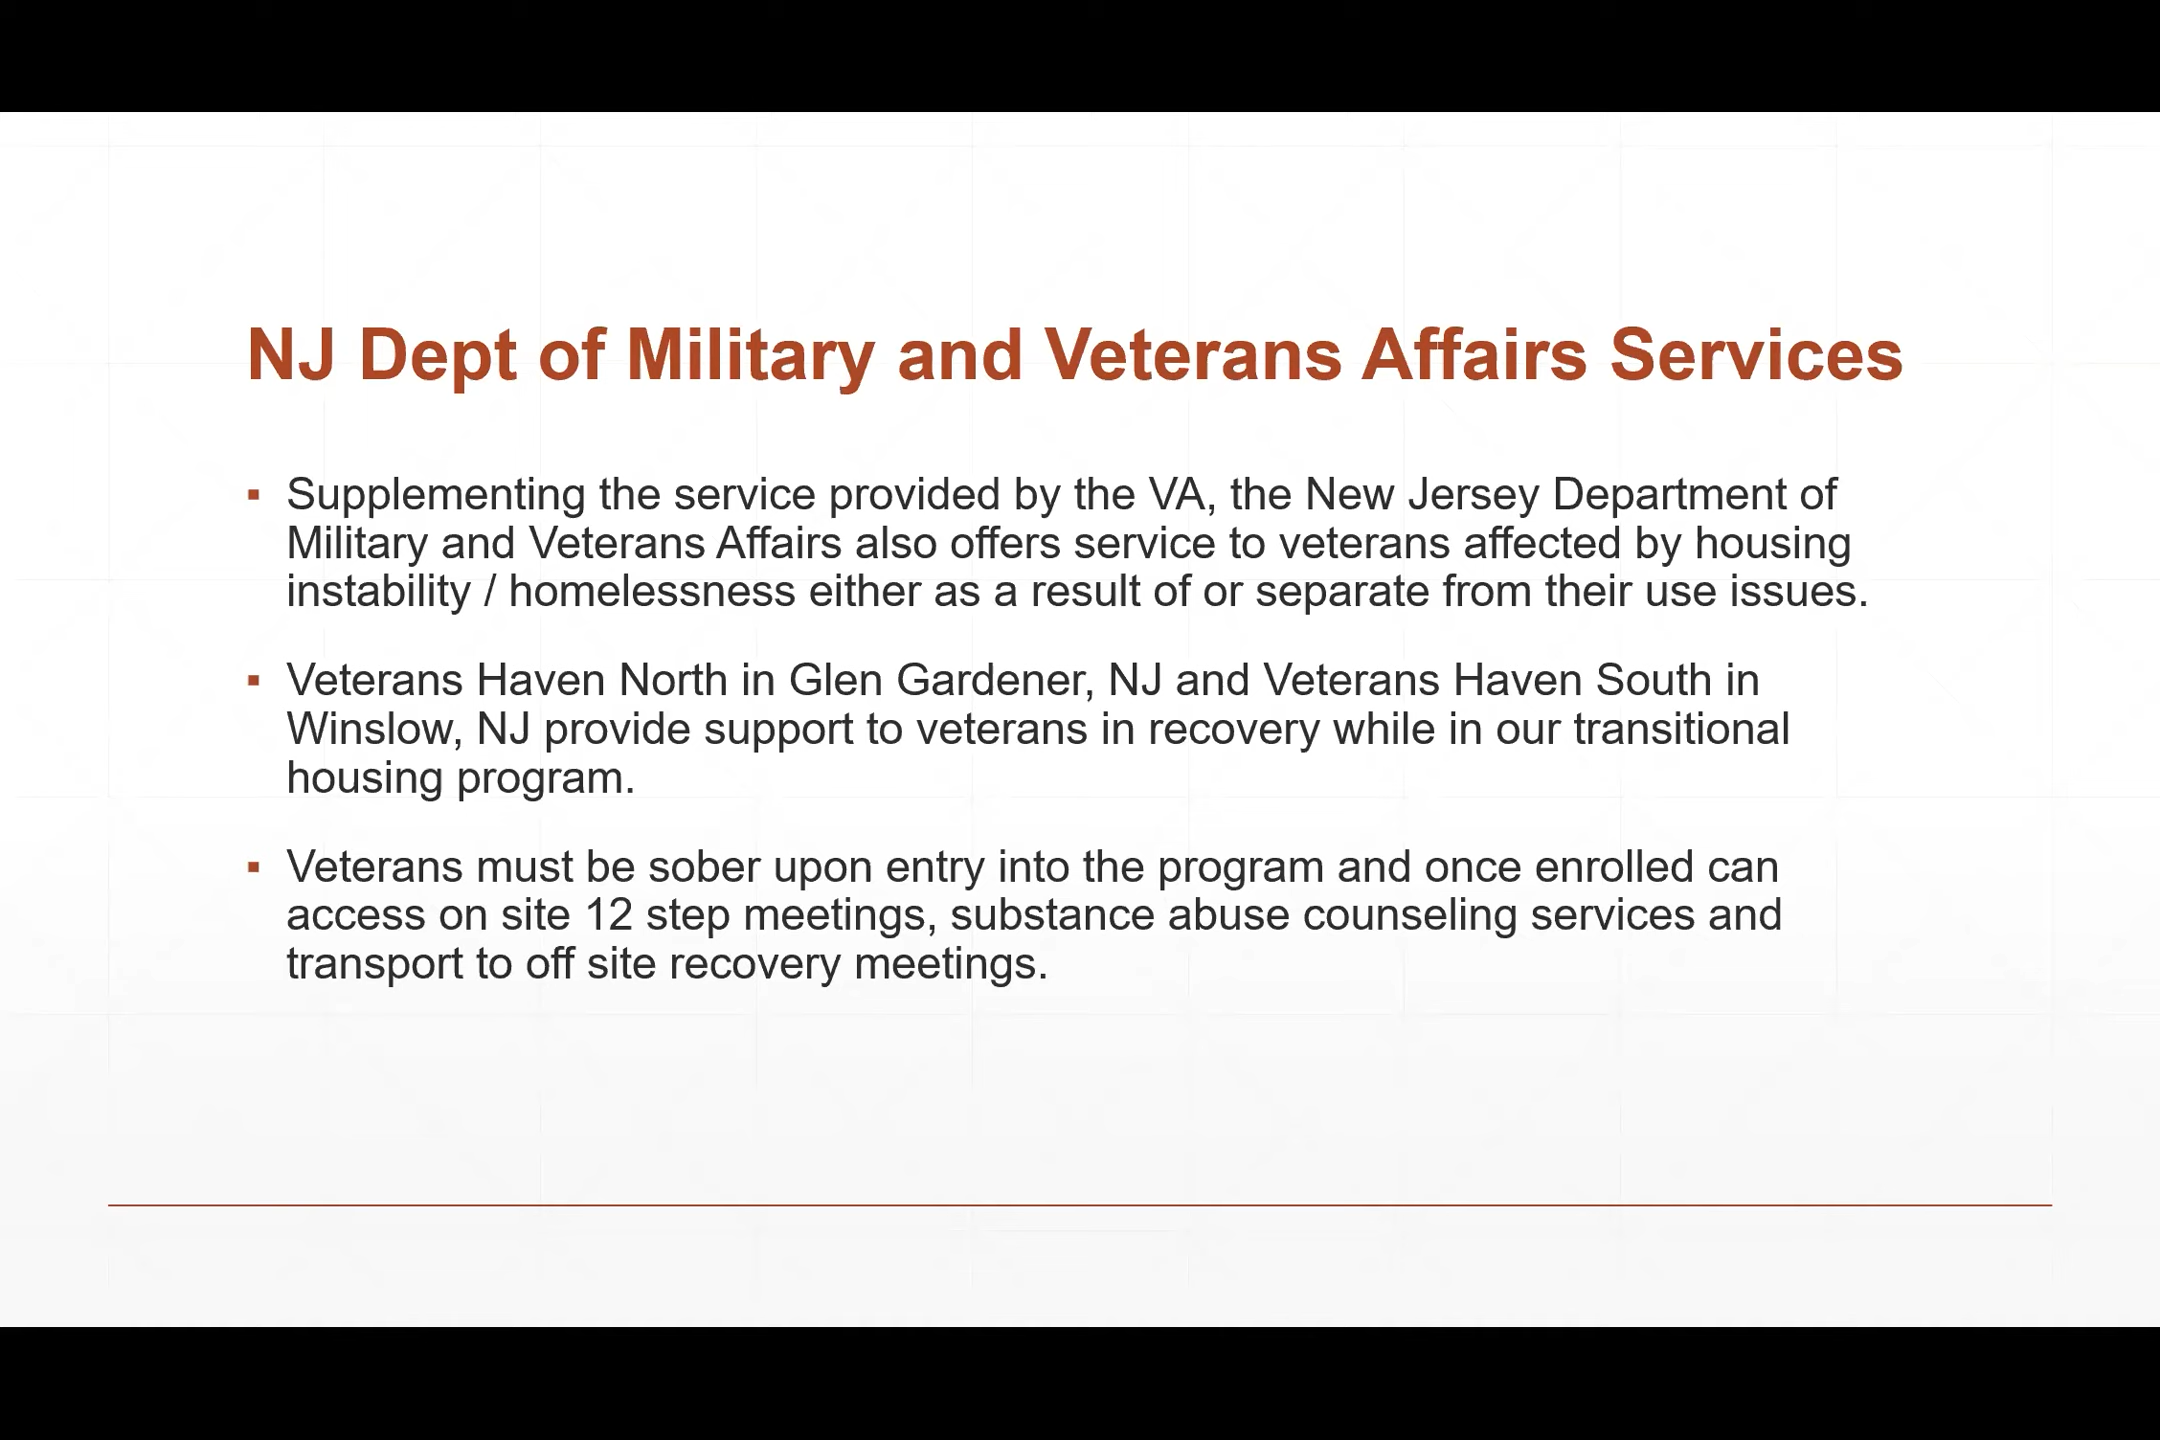 NJ Dept of Military and Veterans Affairs Services
▪ Supplementing the service provided by the VA, the New Jersey Department of
Military and Veterans Affairs also offers service to veterans affected by housing
instability / homelessness either as a result of or separate from their use issues.
▪ Veterans Haven North in Glen Gardener, NJ and Veterans Haven South in
Winslow, NJ provide support to veterans in recovery while in our transitional
housing program.
▪ Veterans must be sober upon entry into the program and once enrolled can
access on site 12 step meetings, substance abuse counseling services and
transport to off site recovery meetings.